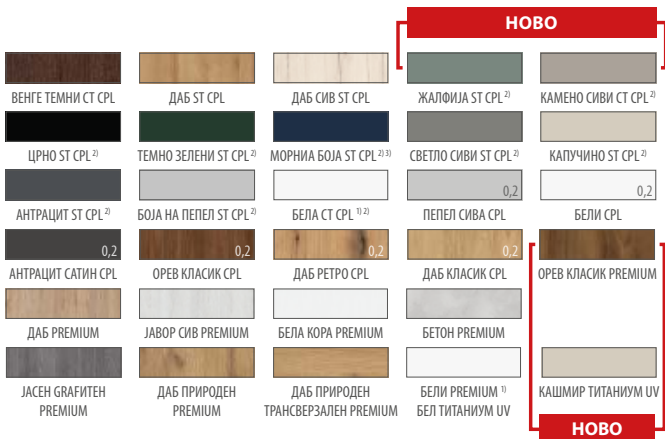 НОВО
ВЕНГЕ ТЕМНИ СТ CPL
ДАБ ST CPL
ДАБ СИВ ST CPL
ЖАЛФИЈА ST CPL 2)
КАМЕНО СИВИ СТ CPL 2)
ЦРНО ST CPL 2)
ТЕМНО ЗЕЛЕНИ ST CPL 2)
МОРНИА БОЈА ST CPL 2) 3)
СВЕТЛО СИВИ ST CPL 2)
КАПУЧИНО ST CPL 2)
0,2
0,2
АНТРАЦИТ ST CPL 2)
БОЈА НА ПЕПЕЛ ST CPL 2)
БЕЛА СТ CPL 1) 2)
ПЕПЕЛ СИВА CPL
БЕЛИ CPL
0,2
0,2
0,2
0,2
АНТРАЦИТ САТИН CPL
ОРЕВ КЛАСИК CPL
ДАБ РЕТРО CPL
ДАБ КЛАСИК CPL
ОРЕВ КЛАСИК PREMIUM
ДАБ PREMIUM
ЈАВОР СИВ PREMIUM
БЕЛА КОРА PREMIUM
БЕТОН PREMIUM
ЈАСЕН GRAFИТЕН
PREMIUM
ДАБ ПРИРОДЕН
PREMIUM
ДАБ ПРИРОДЕН
ТРАНСВЕРЗАЛЕН PREMIUM
БЕЛИ PREMIUM 1)
БЕЛ ТИТАНИУМ UV
КАШМИР ТИТАНИУМ UV
НОВО